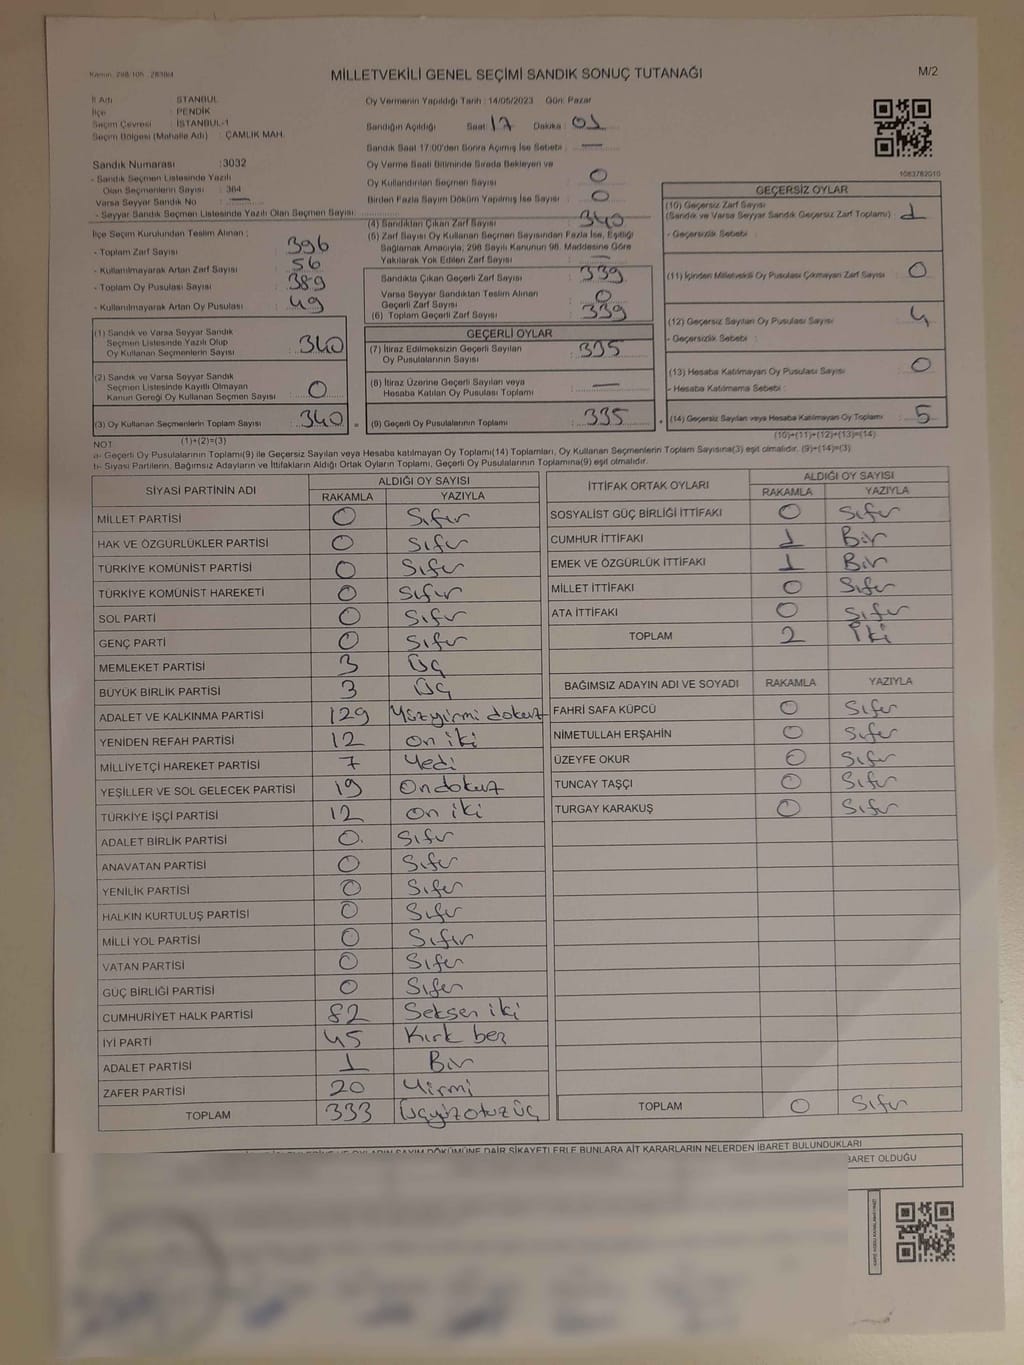 Kanun: 298/105 , 2839/4
MİLLETVEKİLİ GENEL SEÇİMİ SANDIK SONUÇ TUTANAĞI
M/2
İl Adı : İSTANBUL
İlçe : PENDİK
Seçim Çevresi : İSTANBUL-1
Seçim Bölgesi (Mahalle Adı) : ÇAMLIK MAH.
Sandık Numarası :3032
- Sandık Seçmen Listesinde Yazılı
Olan Seçmenlerin Sayısı : 364
Varsa Seyyar Sandık No —
- Seyyar Sandık Seçmen Listesinde Yazılı Olan Seçmen Sayısı:
İlçe Seçim Kurulundan Teslim Alınan ;
- Toplam Zarf Sayısı 396
- Kullanılmayarak Artan Zarf Sayısı 56
- Toplam Oy Pusulası Sayısı 389
- Kullanılmayarak Artan Oy Pusulası 49
(1) Sandık ve Varsa Seyyar Sandık
Seçmen Listesinde Yazılı Olup
Oy Kullanan Seçmenlerin Sayısı : 340
(2) Sandık ve Varsa Seyyar Sandık
Seçmen Listesinde Kayıtlı Olmayan
Kanun Gereği Oy Kullanan Seçmen Sayısı : 0
(3) Oy Kullanan Seçmenlerin Toplam Sayısı : 340
(1)+(2)=(3)
Oy Vermenin Yapıldığı Tarih : 14/05/2023 Gün: Pazar
Sandığın Açıldığı Saat : 17 Dakika : 01
Sandık Saat 17:00'den Sonra Açılmış İse Sebebi : —
Oy Verme Saati Bitiminde Sırada Bekleyen ve
Oy Kullandırılan Seçmen Sayısı : 0
Birden Fazla Sayım Döküm Yapılmış İse Sayısı : 0
(4) Sandıktan Çıkan Zarf Sayısı : 340
(5) Zarf Sayısı Oy Kullanan Seçmen Sayısından Fazla İse, Eşitliği
Sağlamak Amacıyla, 298 Sayılı Kanunun 98. Maddesine Göre
Yakılarak Yok Edilen Zarf Sayısı : —
Sandıkta Çıkan Geçerli Zarf Sayısı : 339
Varsa Seyyar Sandıktan Teslim Alınan
Geçerli Zarf Sayısı : 0
(6) Toplam Geçerli Zarf Sayısı : 339
GEÇERLİ OYLAR
(7) İtiraz Edilmeksizin Geçerli Sayılan
Oy Pusulalarının Sayısı : 335
(8) İtiraz Üzerine Geçerli Sayılan veya
Hesaba Katılan Oy Pusulaları Toplamı : —
= (9) Geçerli Oy Pusulalarının Toplamı : 335
1083782010
GEÇERSİZ OYLAR
(10) Geçersiz Zarf Sayısı
(Sandık ve Varsa Seyyar Sandık Geçersiz Zarf Toplamı) : 1
- Geçersizlik Sebebi :
(11) İçinden Milletvekili Oy Pusulası Çıkmayan Zarf Sayısı : 0
(12) Geçersiz Sayılan Oy Pusulası Sayısı : 4
- Geçersizlik Sebebi :
(13) Hesaba Katılmayan Oy Pusulası Sayısı : 0
- Hesaba Katılmama Sebebi :
+ (14) Geçersiz Sayılan veya Hesaba Katılmayan Oy Toplamı : 5
(10)+(11)+(12)+(13)=(14)
NOT
a- Geçerli Oy Pusulalarının Toplamı(9) ile Geçersiz Sayılan veya Hesaba katılmayan Oy Toplamı(14) Toplamları, Oy Kullanan Seçmenlerin Toplam Sayısına(3) eşit olmalıdır. (9)+(14)=(3)
b- Siyasi Partilerin, Bağımsız Adayların ve İttifakların Aldığı Ortak Oyların Toplamı, Geçerli Oy Pusulalarının Toplamına(9) eşit olmalıdır.
SİYASİ PARTİNİN ADI ALDIĞI OY SAYISI
RAKAMLA YAZIYLA
MİLLET PARTİSİ 0 Sıfır
HAK VE ÖZGÜRLÜKLER PARTİSİ 0 Sıfır
TÜRKİYE KOMÜNİST PARTİSİ 0 Sıfır
TÜRKİYE KOMÜNİST HAREKETİ 0 Sıfır
SOL PARTİ 0 Sıfır
GENÇ PARTİ 0 Sıfır
MEMLEKET PARTİSİ 3 Üç
BÜYÜK BİRLİK PARTİSİ 3 Üç
ADALET VE KALKINMA PARTİSİ 129 Yüzyirmi dokuz
YENİDEN REFAH PARTİSİ 12 On iki
MİLLİYETÇİ HAREKET PARTİSİ 7 Yedi
YEŞİLLER VE SOL GELECEK PARTİSİ 19 Ondokuz
TÜRKİYE İŞÇİ PARTİSİ 12 On iki
ADALET BİRLİK PARTİSİ 0 Sıfır
ANAVATAN PARTİSİ 0 Sıfır
YENİLİK PARTİSİ 0 Sıfır
HALKIN KURTULUŞ PARTİSİ 0 Sıfır
MİLLİ YOL PARTİSİ 0 Sıfır
VATAN PARTİSİ 0 Sıfır
GÜÇ BİRLİĞİ PARTİSİ 0 Sıfır
CUMHURİYET HALK PARTİSİ 82 Seksen iki
İYİ PARTİ 45 Kırk beş
ADALET PARTİSİ 1 Bir
ZAFER PARTİSİ 20 Yirmi
TOPLAM 333 Üçyüzotuzüç
İTTİFAK ORTAK OYLARI ALDIĞI OY SAYISI
RAKAMLA YAZIYLA
SOSYALİST GÜÇ BİRLİĞİ İTTİFAKI 0 Sıfır
CUMHUR İTTİFAKI 1 Bir
EMEK VE ÖZGÜRLÜK İTTİFAKI 1 Bir
MİLLET İTTİFAKI 0 Sıfır
ATA İTTİFAKI 0 Sıfır
TOPLAM 2 İki
BAĞIMSIZ ADAYIN ADI VE SOYADI RAKAMLA YAZIYLA
FAHRİ SAFA KÜPCÜ 0 Sıfır
NİMETULLAH ERŞAHİN 0 Sıfır
ÜZEYFE OKUR 0 Sıfır
TUNCAY TAŞÇI 0 Sıfır
TURGAY KARAKUŞ 0 Sıfır
TOPLAM 0 Sıfır
OYLARIN SAYIM DÖKÜMÜNE DAİR ŞİKAYETLERLE BUNLARA AİT KARARLARIN NELERDEN İBARET BULUNDUKLARI
İBARET OLDUĞU